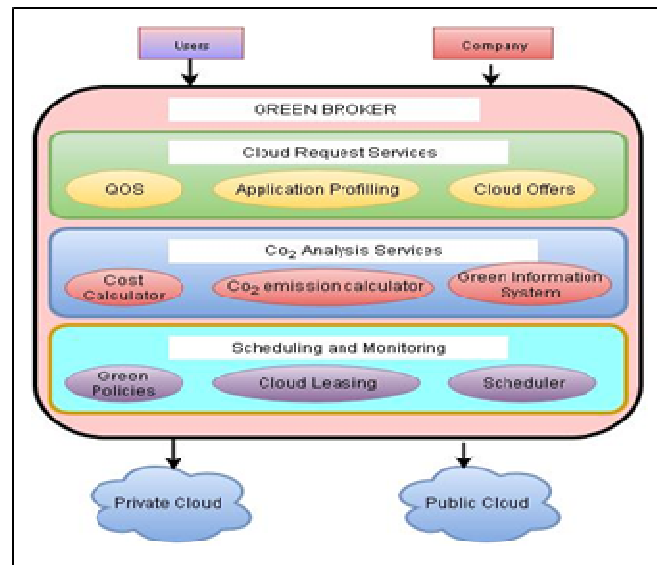 Users
Company
GREEN BROKER
Cloud Request Services
QOS
Application Profilling
Cloud Offers
Co₂ Analysis Services
Cost
Calculator
Co₂ emission calculator
Green Information
System
Scheduling and Monitoring
Green
Policies
Cloud Leasing
Scheduler
Private Cloud
Public Cloud